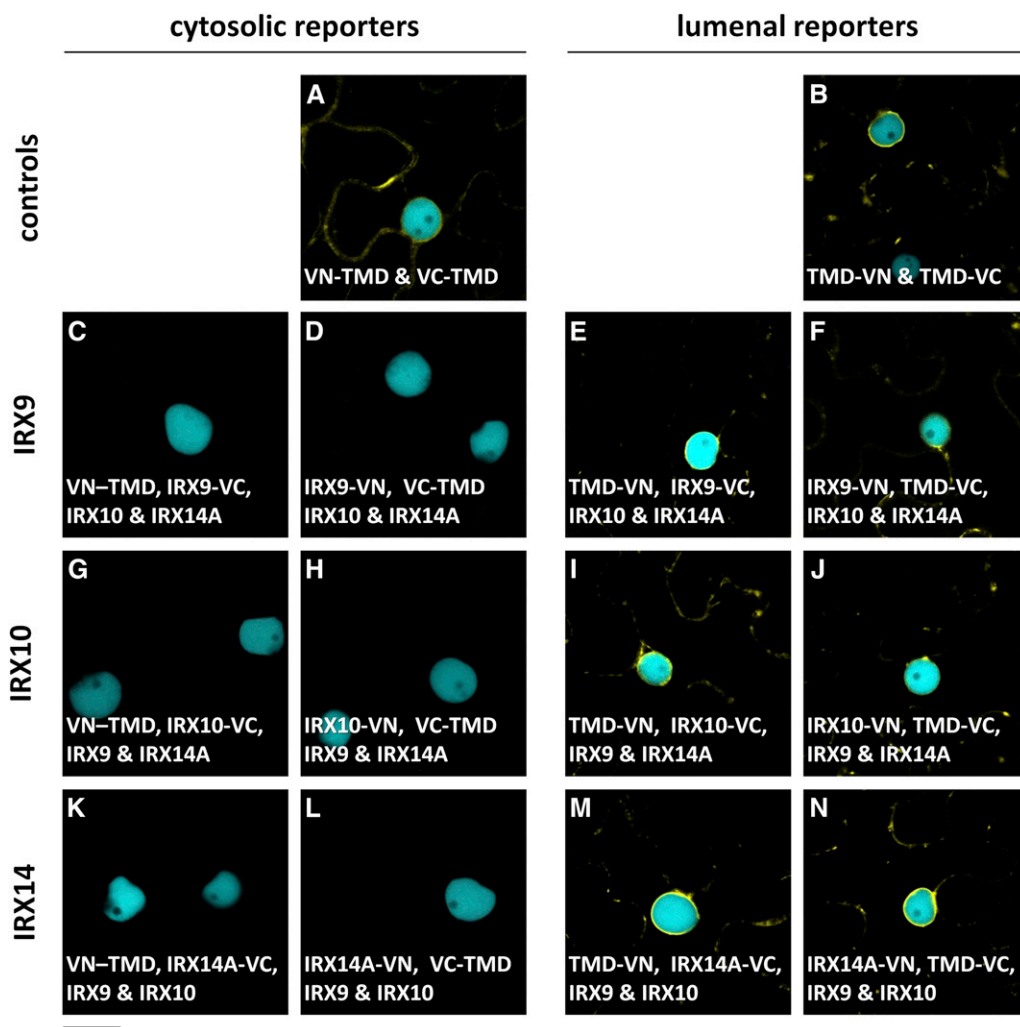 cytosolic reporters
lumenal reporters
controls
A
VN-TMD & VC-TMD
B
TMD-VN & TMD-VC
IRX9
C
VN–TMD, IRX9-VC,
IRX10 & IRX14A
D
IRX9-VN, VC-TMD
IRX10 & IRX14A
E
TMD-VN, IRX9-VC,
IRX10 & IRX14A
F
IRX9-VN, TMD-VC,
IRX10 & IRX14A
IRX10
G
VN–TMD, IRX10-VC,
IRX9 & IRX14A
H
IRX10-VN, VC-TMD
IRX9 & IRX14A
I
TMD-VN, IRX10-VC,
IRX9 & IRX14A
J
IRX10-VN, TMD-VC,
IRX9 & IRX14A
IRX14
K
VN–TMD, IRX14A-VC,
IRX9 & IRX10
L
IRX14A-VN, VC-TMD
IRX9 & IRX10
M
TMD-VN, IRX14A-VC,
IRX9 & IRX10
N
IRX14A-VN, TMD-VC,
IRX9 & IRX10